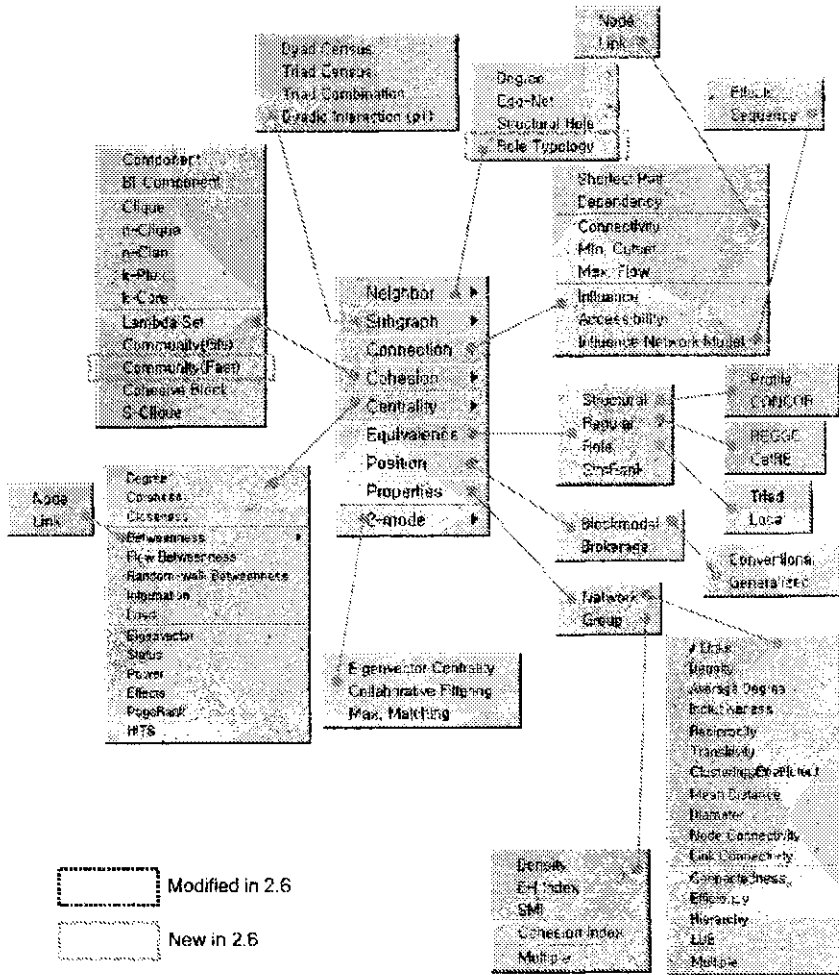 Node
Link
Dyad Census
Triad Census
Triad Combination
Dyadic Interaction (p1)
Degree
Ego-Net
Structural Hole
Role Typology
Effects
Sequence
Component
Bi-Component
Clique
n-Clique
n-Clan
k-Plex
k-Core
Lambda Set
Community(Fast)
Cohesive Block
S-Clique
Shortest Path
Dependency
Connectivity
Min. Cutset
Max. Flow
Influence
Accessibility
Influence Network Model
Neighbor
Subgraph
Connection
Cohesion
Centrality
Equivalence
Position
Properties
2-mode
Structural
Regular
Role
SimRank
Profile
CONCOR
REGGE
CatRE
Triad
Local
Blockmodel
Brokerage
Conventional
Generalized
Network
Group
Node
Link
Degree
Coreness
Closeness
Betweenness
Flow Betweenness
Random-walk Betweenness
Information
Eigenvector
Status
Power
Effects
PageRank
HITS
Eigenvector Centrality
Collaborative Filtering
Max. Matching
# Links
Density
Average Degree
Inclusiveness
Reciprocity
Transitivity
Clustering Coefficient
Mean Distance
Diameter
Node Connectivity
Link Connectivity
Connectedness
Efficiency
Hierarchy
LUB
Multiple
Density
E-I Index
SMI
Cohesion Index
Multiple
Modified in 2.6
New in 2.6